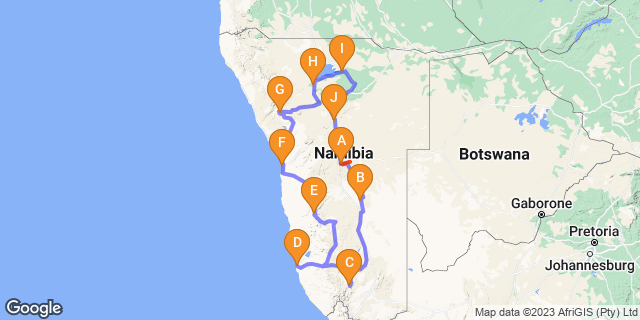 I
H
G
J
A
Namibia
F
B
Botswana
E
Gaborone
D
Pretoria
C
Johannesburg
Google
Map data ©2023 AfriGIS (Pty) Ltd